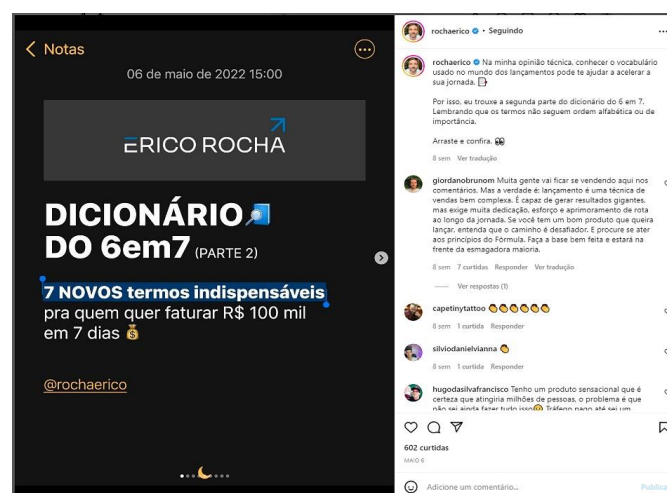 Notas
06 de maio de 2022 15:00
ERICO ROCHA
DICIONÁRIO
DO 6em7 (PARTE 2)
7 NOVOS termos indispensáveis
pra quem quer faturar R$ 100 mil
em 7 dias
@rochaerico
rochaerico • Seguindo
rochaerico Na minha opinião técnica, conhecer o vocabulário
usado no mundo dos lançamentos pode te ajudar a acelerar a
sua jornada.
Por isso, eu trouxe a segunda parte do dicionário do 6 em 7.
Lembrando que os termos não seguem ordem alfabética ou de
importância.
Arraste e confira.
8 sem Ver tradução
giordanobrunom Muita gente vai ficar se vendendo aqui nos
comentários. Mas a verdade é: lançamento é uma técnica de
vendas bem complexa. É capaz de gerar resultados gigantes,
mas exige muita dedicação, esforço e aprimoramento de rota
ao longo da jornada. Se você tem um bom produto que queira
lançar, entenda que o caminho é desafiador. E procure se ater
aos princípios do Fórmula. Faça a base bem feita e estará na
frente da esmagadora maioria.
8 sem 7 curtidas Responder Ver tradução
Ver respostas (1)
capetinytattoo
8 sem 1 curtida Responder
silviodanielvianna
8 sem 1 curtida Responder
hugodasilvafrancisco Tenho um produto sensacional que é
certeza que atingiria milhões de pessoas, o problema é que
não sei ainda fazer tudo isso Tráfego pago até sei um
602 curtidas
MAIO 6
Adicione um comentário...
Publica